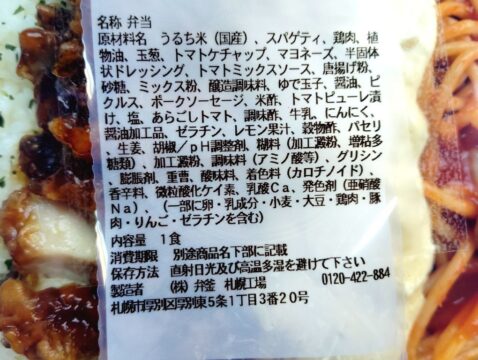 名称 弁当
原材料名 うるち米（国産）、スパゲティ、鶏肉、植
物油、玉葱、トマトケチャップ、マヨネーズ、半固体
状ドレッシング、トマトミックスソース、唐揚げ粉、
砂糖、ミックス粉、醸造調味料、ゆで玉子、醤油、ピ
クルス、ポークソーセージ、米酢、トマトピューレ漬
け、塩、あらごしトマト、調味酢、牛乳、にんにく、
醤油加工品、ゼラチン、レモン果汁、穀物酢、パセリ
、生姜、胡椒／pH調整剤、糊料（加工澱粉、増粘多
糖類）、加工澱粉、調味料（アミノ酸等）、グリシン
、膨脹剤、重曹、酸味料、着色料（カロチノイド）、
香辛料、微粒酸化ケイ素、乳酸Ca、発色剤（亜硝酸
Na）、（一部に卵・乳成分・小麦・大豆・鶏肉・豚
肉・りんご・ゼラチンを含む）
内容量 1食
消費期限 別途商品名下部に記載
保存方法 直射日光及び高温多湿を避けて下さい
製造者 （株）弁釜 札幌工場 0120-422-884
札幌市厚別区厚別東5条1丁目3番20号